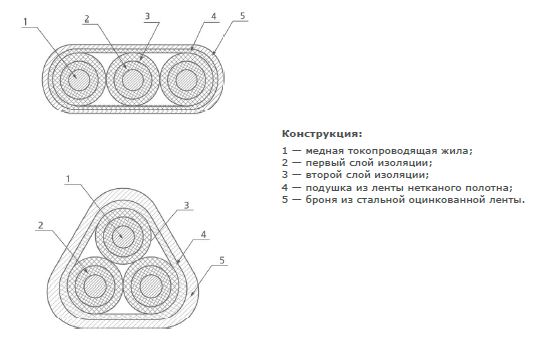 1
2
3
4
5
Конструкция:
1 — медная токопроводящая жила;
2 — первый слой изоляции;
3 — второй слой изоляции;
4 — подушка из ленты нетканого полотна;
5 — броня из стальной оцинкованной ленты.
1
3
2
4
5